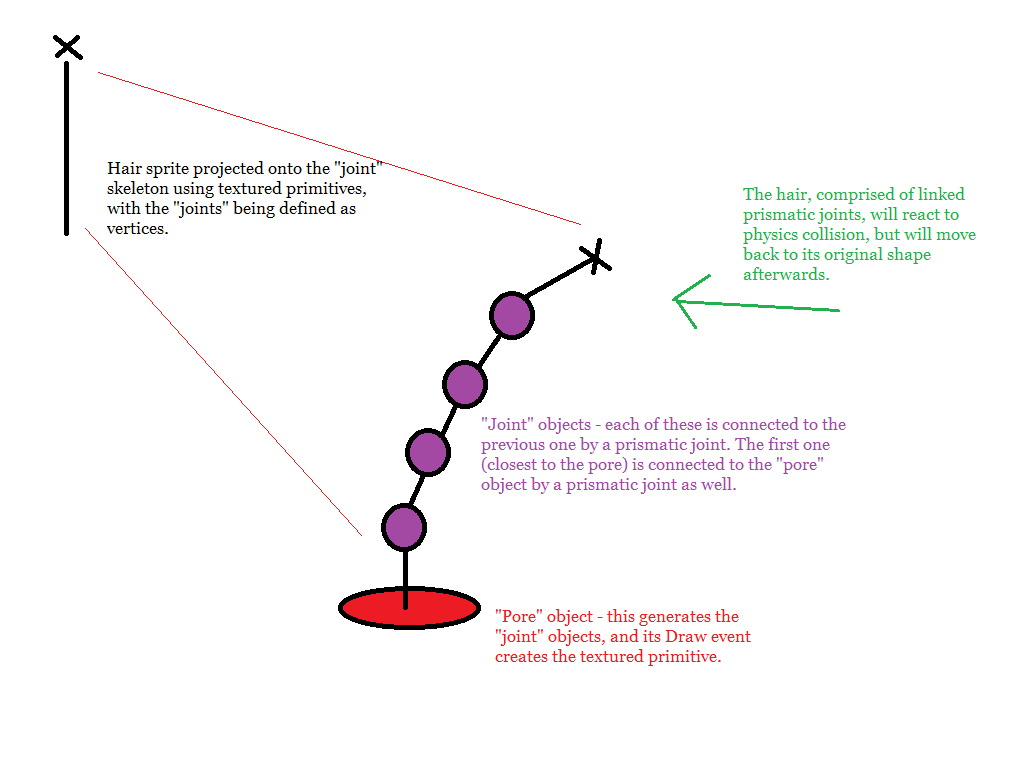 Hair sprite projected onto the "joint"
skeleton using textured primitives,
with the "joints" being defined as
vertices.
The hair, comprised of linked
prismatic joints, will react to
physics collision, but will move
back to its original shape
afterwards.
"Joint" objects - each of these is connected to the
previous one by a prismatic joint. The first one
(closest to the pore) is connected to the "pore"
object by a prismatic joint as well.
"Pore" object - this generates the
"joint" objects, and its Draw event
creates the textured primitive.